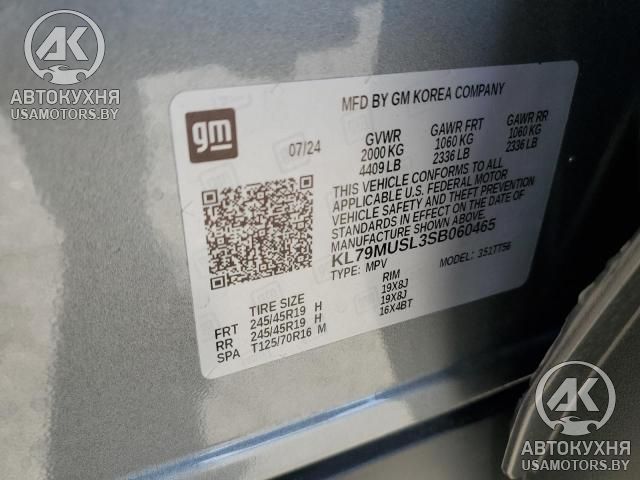 АВТОКУХНЯ
USAMOTORS.BY
gm
MFD BY GM KOREA COMPANY
07/24
GVWR GAWR FRT GAWR RR
2000 KG 1060 KG 1060 KG
4409 LB 2336 LB 2336 LB
THIS VEHICLE CONFORMS TO ALL
APPLICABLE U.S. FEDERAL MOTOR
VEHICLE SAFETY AND THEFT PREVENTION
STANDARDS IN EFFECT ON THE DATE OF
MANUFACTURE SHOWN ABOVE.
KL79MUSL3SB060465
TYPE: MPV MODEL: 351TT56
TIRE SIZE RIM
FRT 245/45R19 H 19X8J
RR 245/45R19 H 19X8J
SPA T125/70R16 M 16X4BT
АВТОКУХНЯ
USAMOTORS.BY